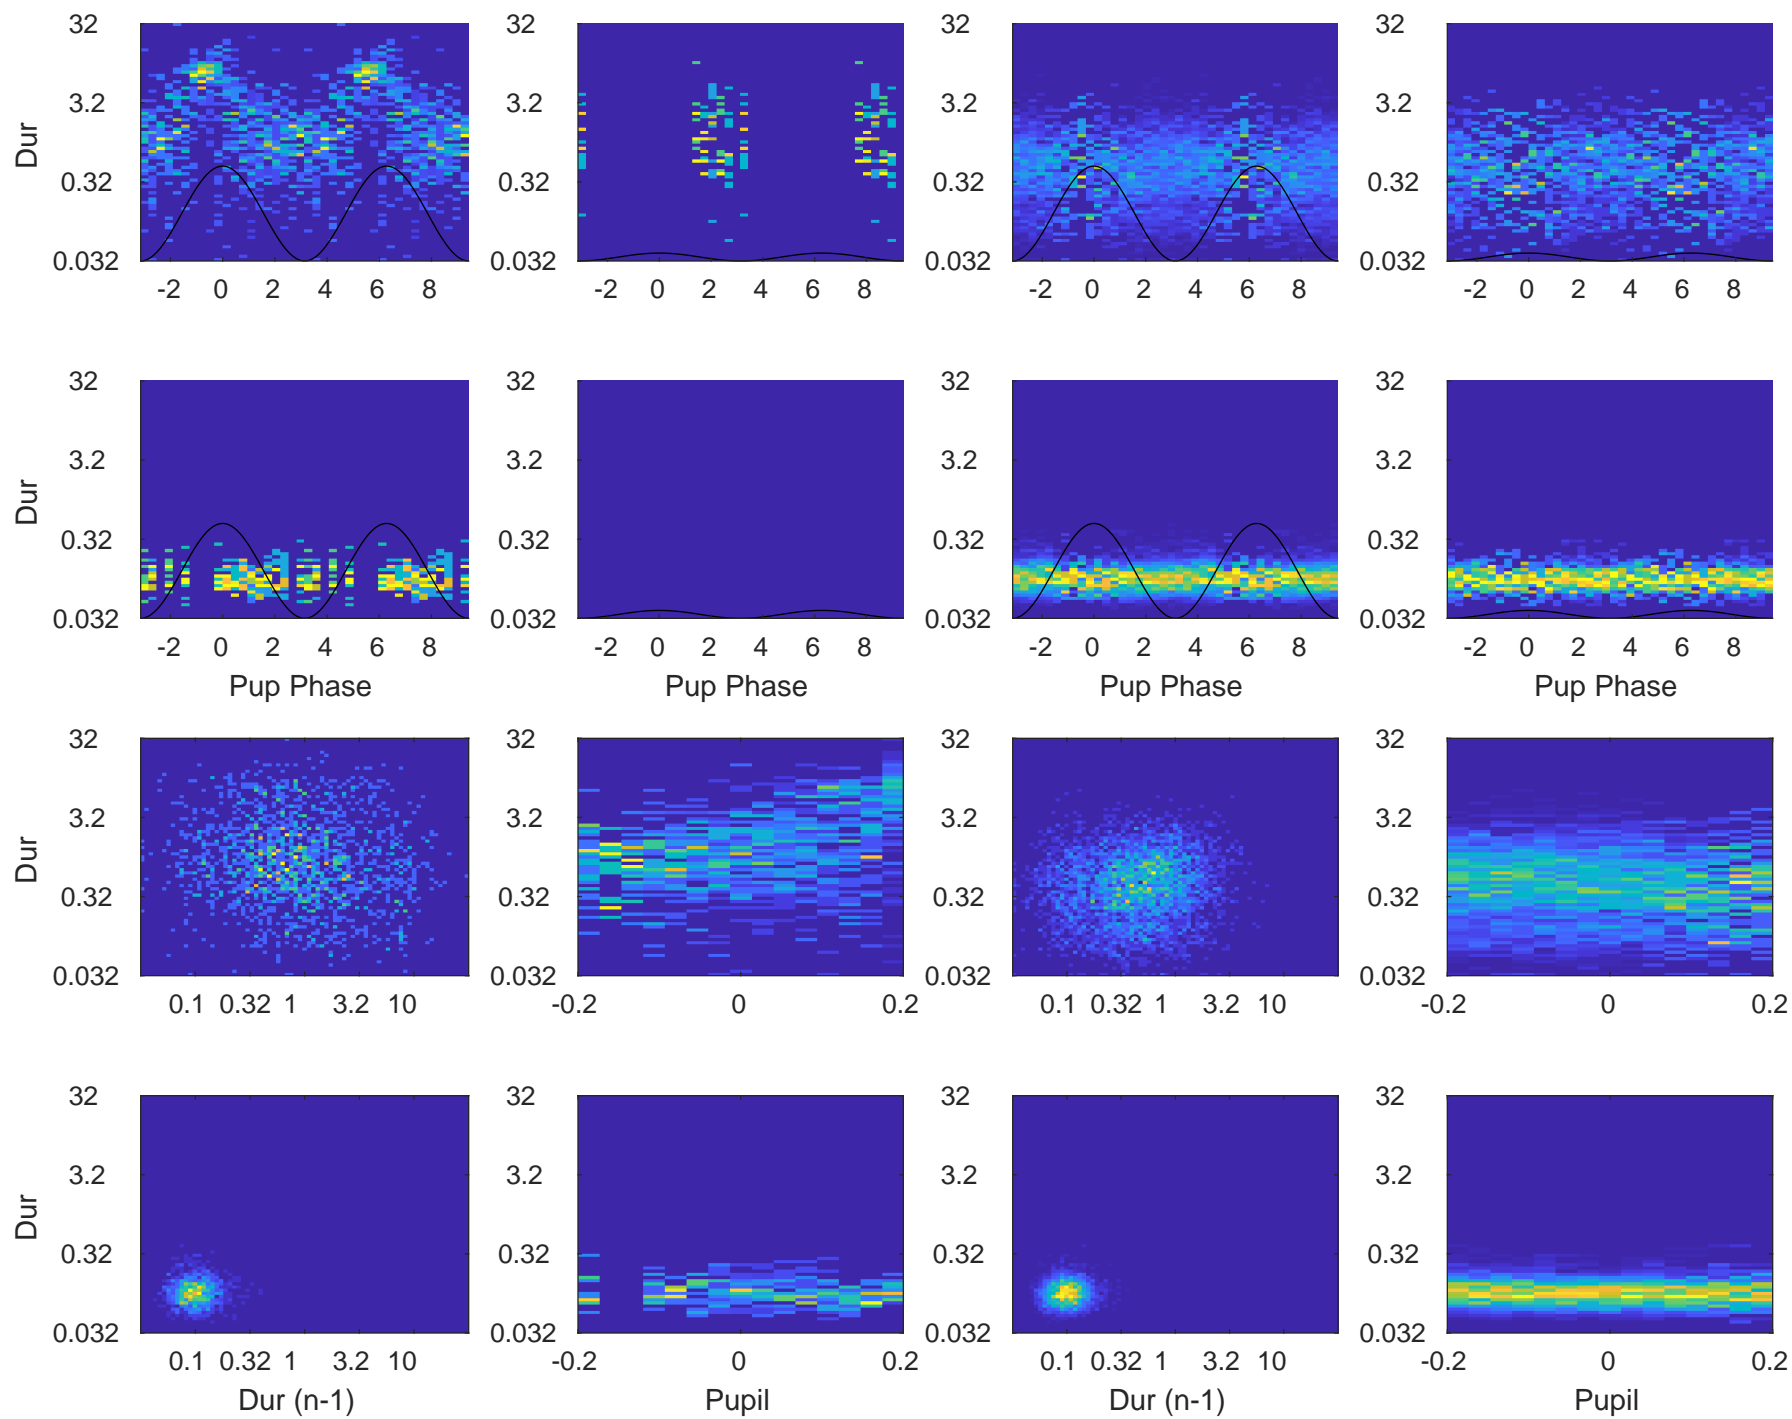 32 32 32 32
3.2 3.2 3.2 3.2
Dur
0.32 0.32 0.32 0.32
0.032 0.032 0.032 0.032
-2 0 2 4 6 8 -2 0 2 4 6 8 -2 0 2 4 6 8 -2 0 2 4 6 8
32 32 32 32
3.2 3.2 3.2 3.2
Dur
0.32 0.32 0.32 0.32
0.032 0.032 0.032 0.032
-2 0 2 4 6 8 -2 0 2 4 6 8 -2 0 2 4 6 8 -2 0 2 4 6 8
Pup Phase Pup Phase Pup Phase Pup Phase
32 32 32 32
3.2 3.2 3.2 3.2
Dur
0.32 0.32 0.32 0.32
0.032 0.032 0.032 0.032
0.1 0.32 1 3.2 10 -0.2 0 0.2 0.1 0.32 1 3.2 10 -0.2 0 0.2
32 32 32 32
3.2 3.2 3.2 3.2
Dur
0.32 0.32 0.32 0.32
0.032 0.032 0.032 0.032
0.1 0.32 1 3.2 10 -0.2 0 0.2 0.1 0.32 1 3.2 10 -0.2 0 0.2
Dur (n-1) Pupil Dur (n-1) Pupil